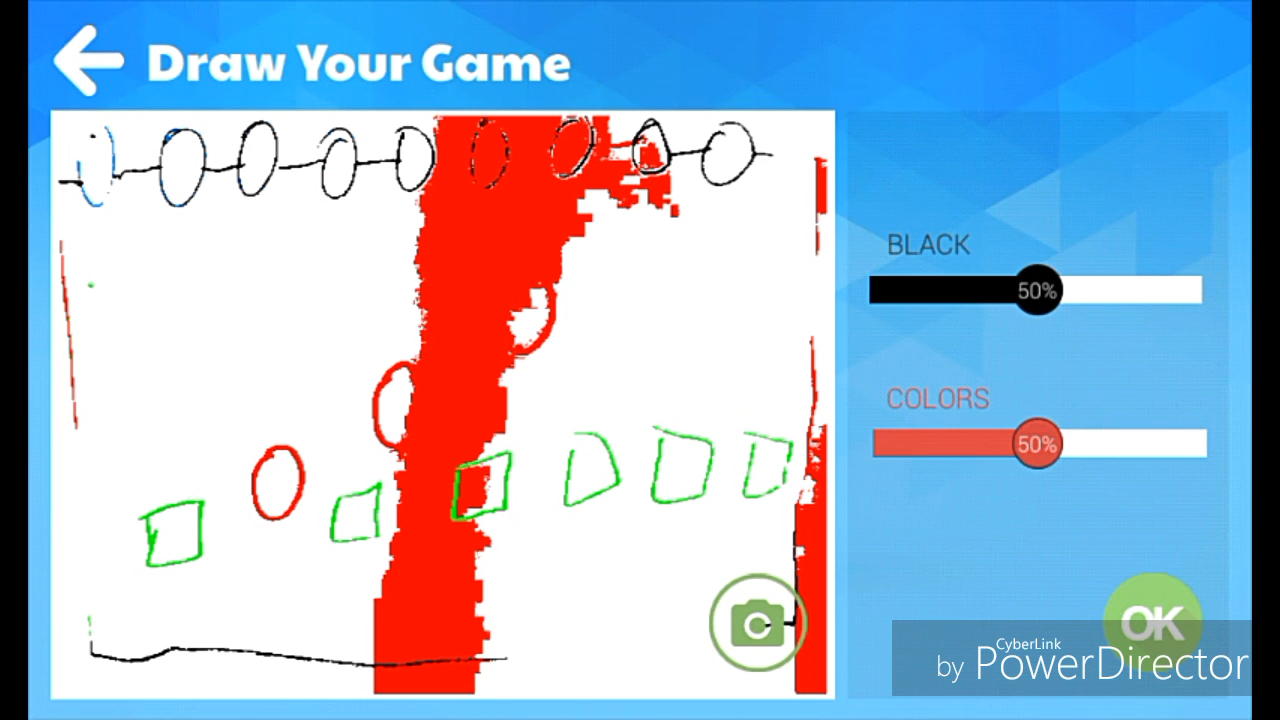 Draw Your Game
BLACK
50%
COLORS
50%
OK
CyberLink
by PowerDirector